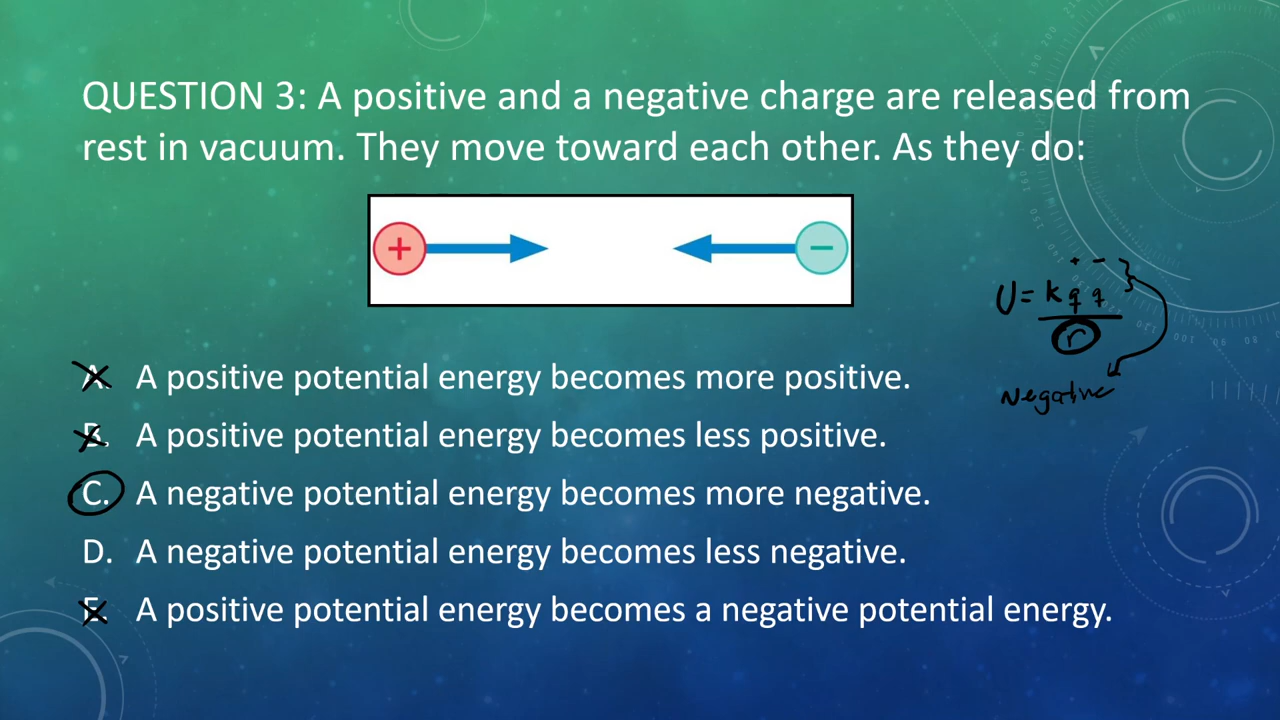 QUESTION 3: A positive and a negative charge are released from
rest in vacuum. They move toward each other. As they do:
+
−
+ −
U = k q q
r
Negative
A. A positive potential energy becomes more positive.
B. A positive potential energy becomes less positive.
C. A negative potential energy becomes more negative.
D. A negative potential energy becomes less negative.
E. A positive potential energy becomes a negative potential energy.